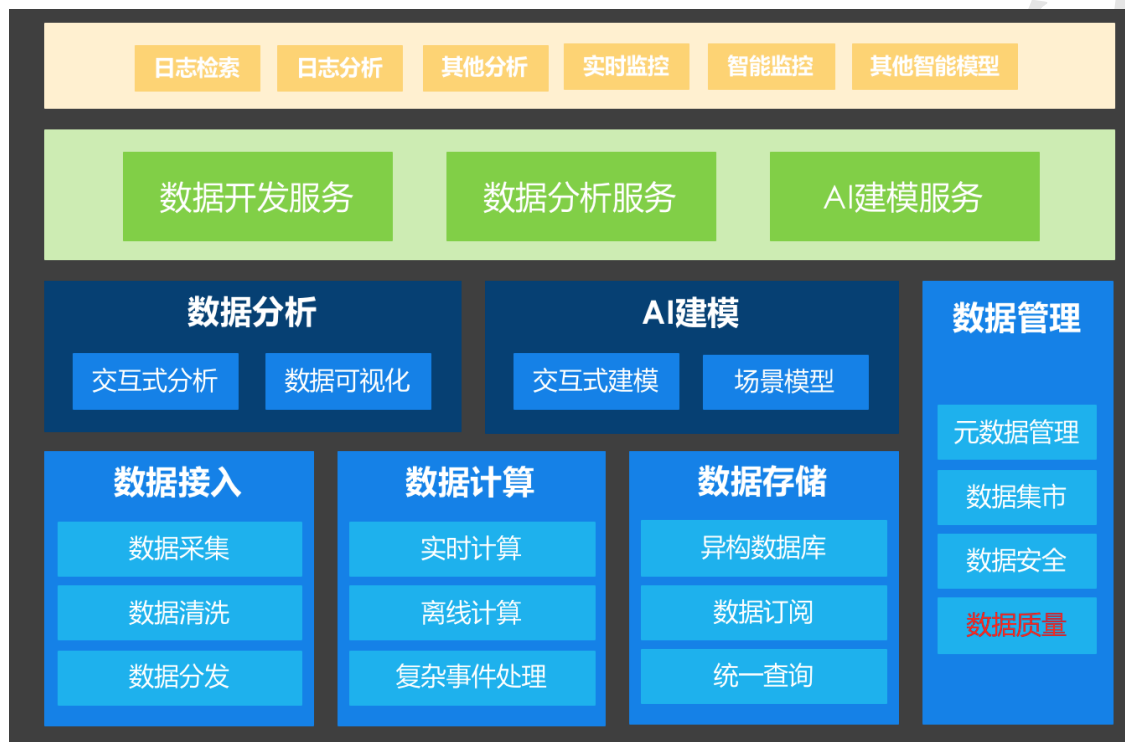 日志检索
日志分析
其他分析
实时监控
智能监控
其他智能模型
数据开发服务
数据分析服务
AI建模服务
数据分析
交互式分析
数据可视化
AI建模
交互式建模
场景模型
数据管理
元数据管理
数据集市
数据安全
数据质量
数据接入
数据采集
数据清洗
数据分发
数据计算
实时计算
离线计算
复杂事件处理
数据存储
异构数据库
数据订阅
统一查询